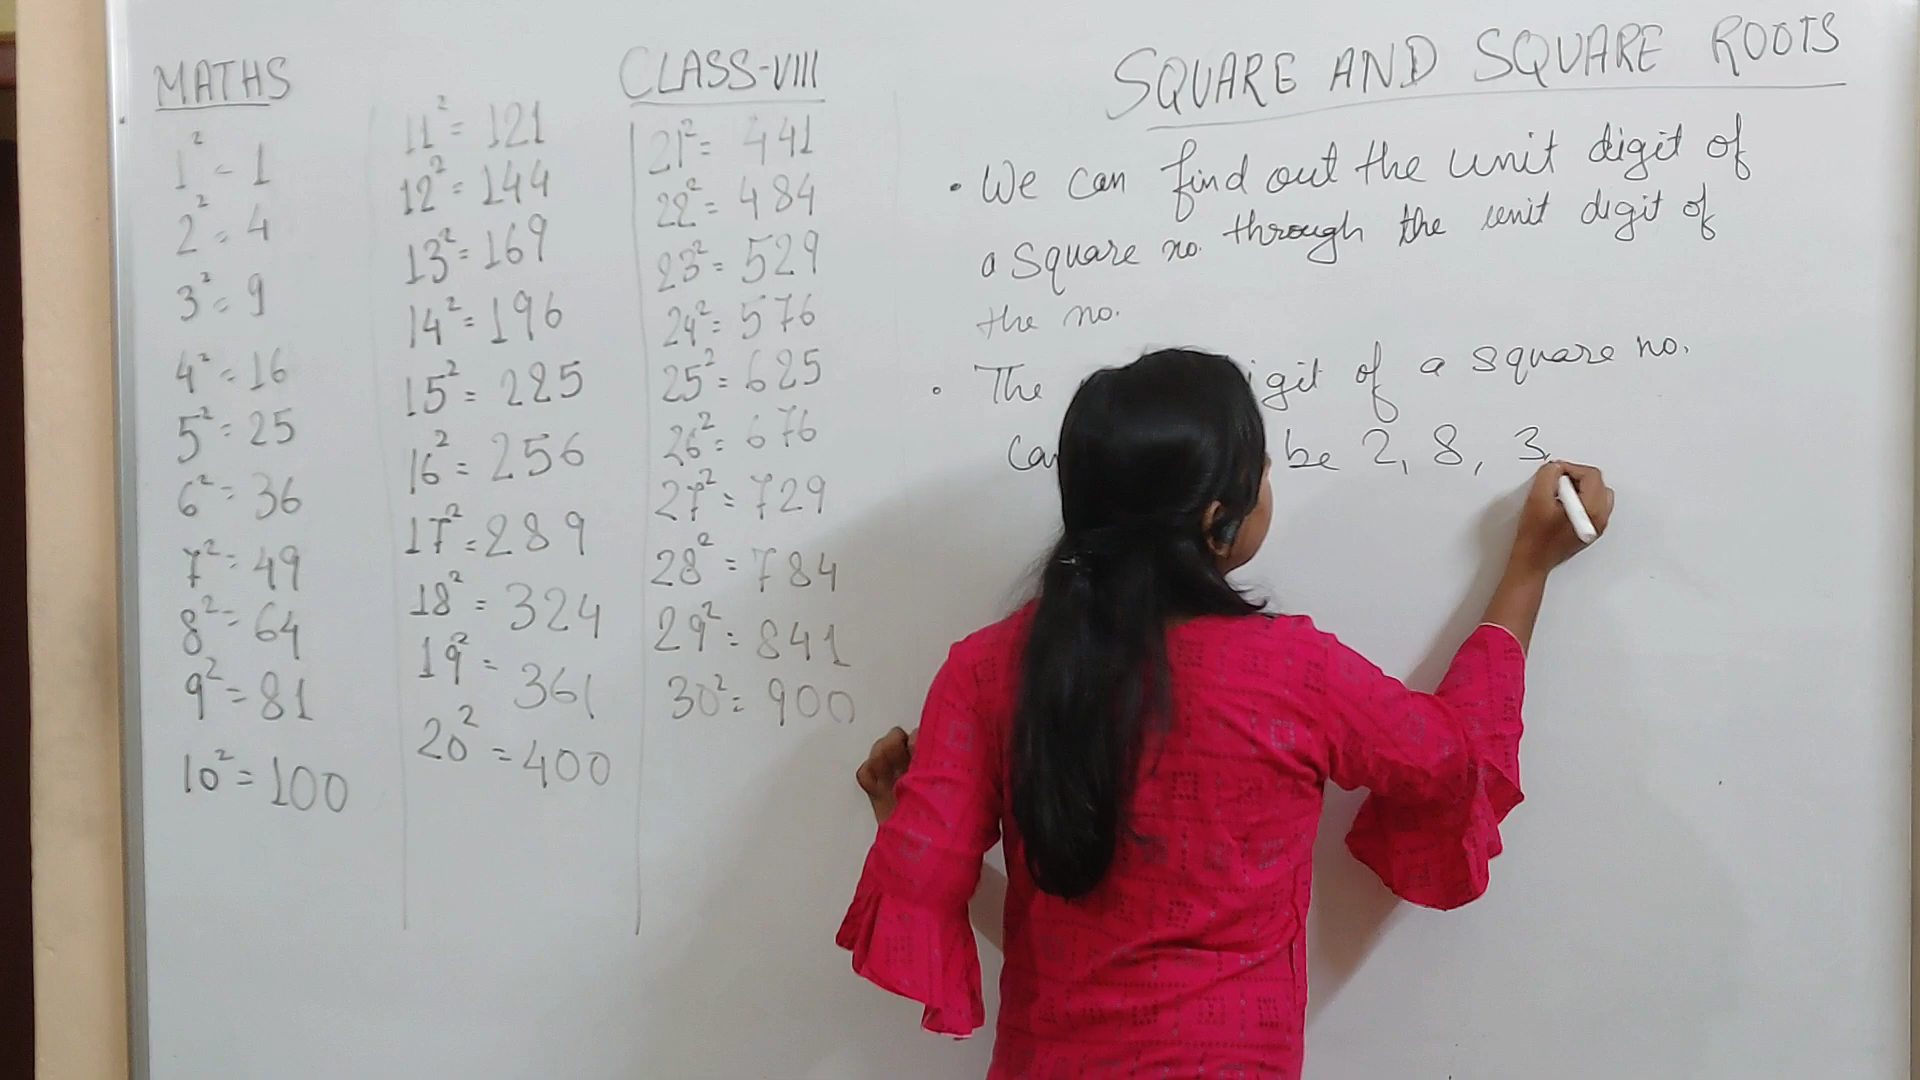 MATHS
1² = 1
2² = 4
3² = 9
4² = 16
5² = 25
6² = 36
7² = 49
8² = 64
9² = 81
10² = 100
11² = 121
12² = 144
13² = 169
14² = 196
15² = 225
16² = 256
17² = 289
18² = 324
19² = 361
20² = 400
CLASS-VIII
21² = 441
22² = 484
23² = 529
24² = 576
25² = 625
26² = 676
27² = 729
28² = 784
29² = 841
30² = 900
SQUARE AND SQUARE ROOTS
• We can find out the unit digit of
a square no. through the unit digit of
the no.
• The igit of a square no.
Ca be 2, 8, 3,